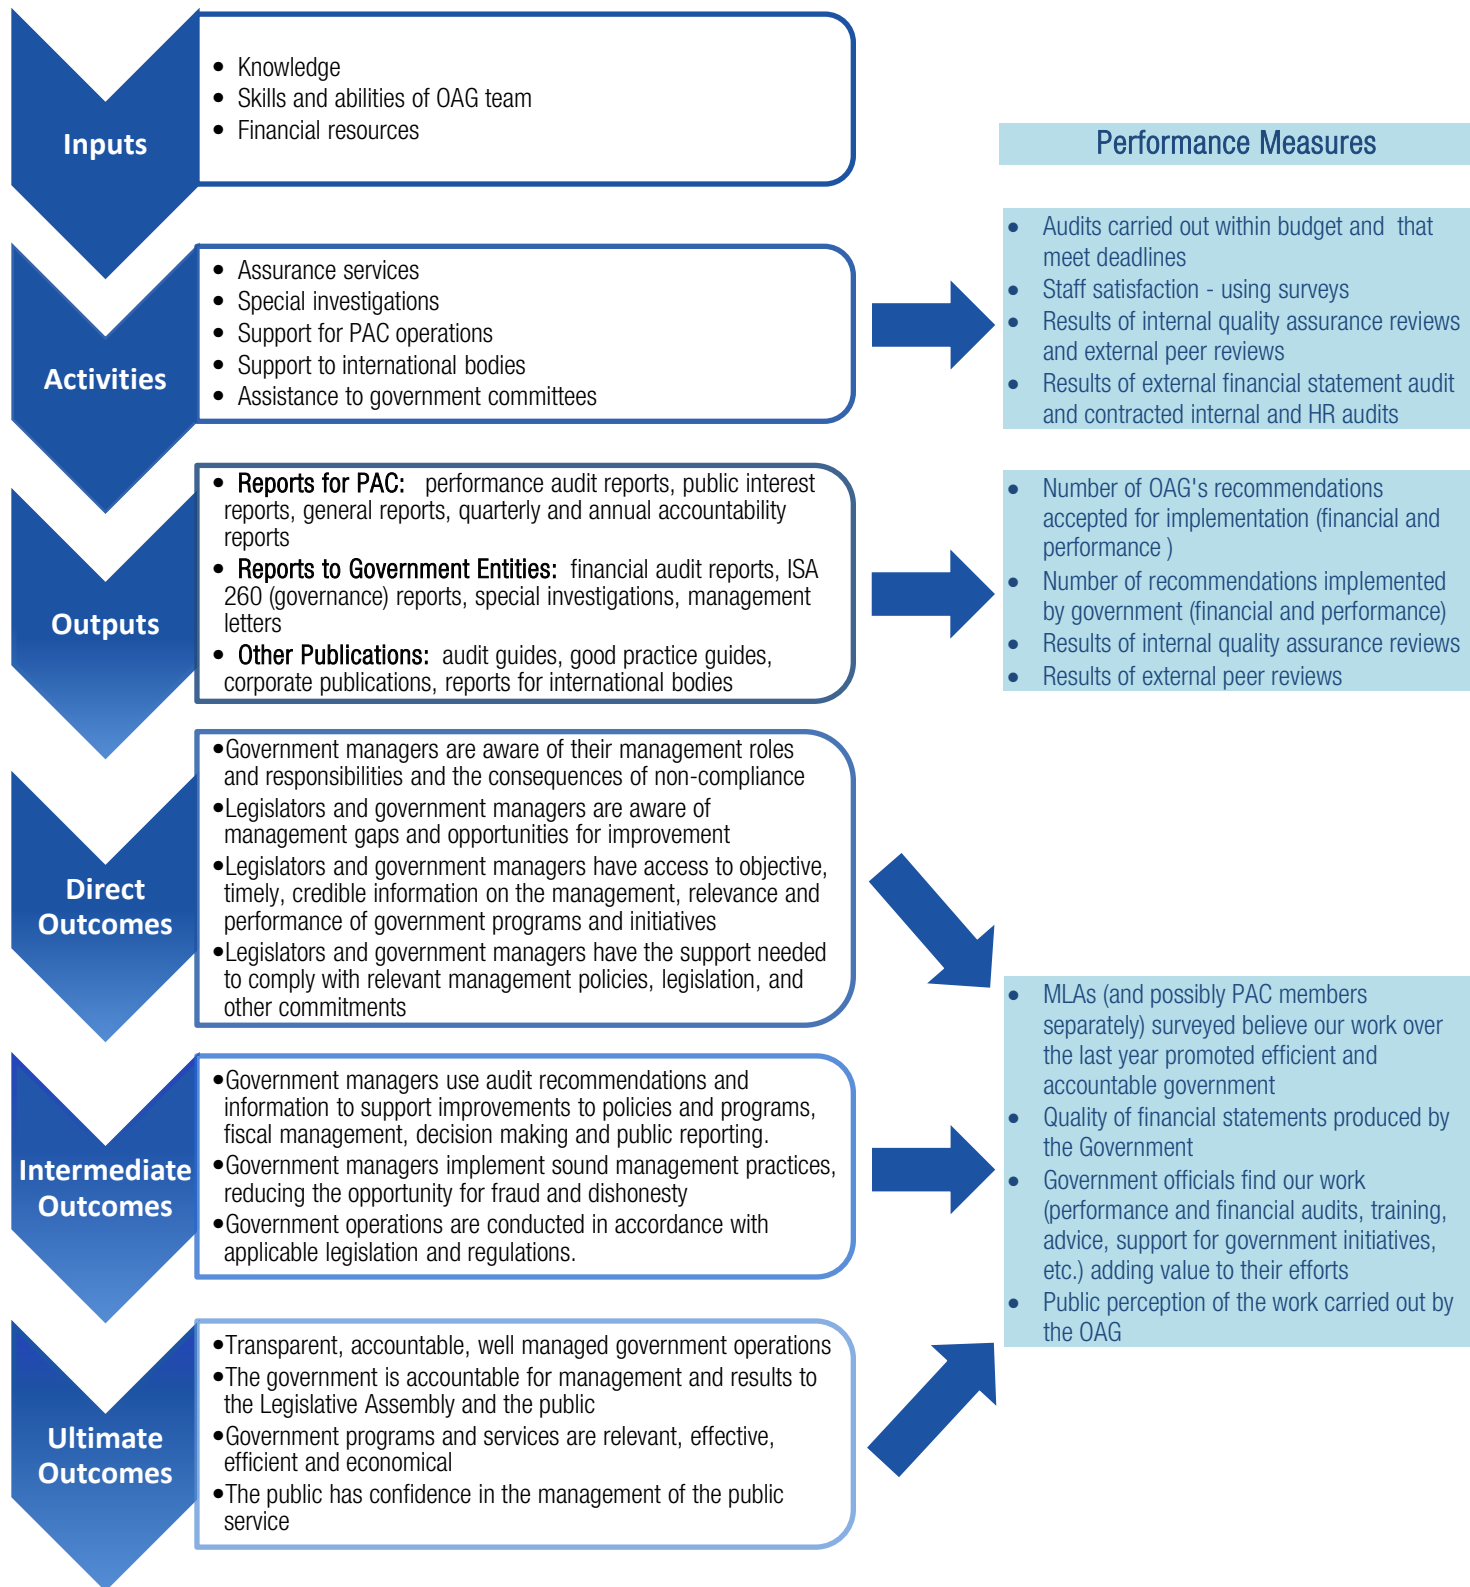 Inputs
• Knowledge
• Skills and abilities of OAG team
• Financial resources
Performance Measures
Activities
• Assurance services
• Special investigations
• Support for PAC operations
• Support to international bodies
• Assistance to government committees
• Audits carried out within budget and that
meet deadlines
• Staff satisfaction - using surveys
• Results of internal quality assurance reviews
and external peer reviews
• Results of external financial statement audit
and contracted internal and HR audits
Outputs
• Reports for PAC: performance audit reports, public interest
reports, general reports, quarterly and annual accountability
reports
• Reports to Government Entities: financial audit reports, ISA
260 (governance) reports, special investigations, management
letters
• Other Publications: audit guides, good practice guides,
corporate publications, reports for international bodies
• Number of OAG's recommendations
accepted for implementation (financial and
performance )
• Number of recommendations implemented
by government (financial and performance)
• Results of internal quality assurance reviews
• Results of external peer reviews
Direct
Outcomes
•Government managers are aware of their management roles
and responsibilities and the consequences of non-compliance
•Legislators and government managers are aware of
management gaps and opportunities for improvement
•Legislators and government managers have access to objective,
timely, credible information on the management, relevance and
performance of government programs and initiatives
•Legislators and government managers have the support needed
to comply with relevant management policies, legislation, and
other commitments
Intermediate
Outcomes
•Government managers use audit recommendations and
information to support improvements to policies and programs,
fiscal management, decision making and public reporting.
•Government managers implement sound management practices,
reducing the opportunity for fraud and dishonesty
•Government operations are conducted in accordance with
applicable legislation and regulations.
• MLAs (and possibly PAC members
separately) surveyed believe our work over
the last year promoted efficient and
accountable government
• Quality of financial statements produced by
the Government
• Government officials find our work
(performance and financial audits, training,
advice, support for government initiatives,
etc.) adding value to their efforts
• Public perception of the work carried out by
the OAG
Ultimate
Outcomes
•Transparent, accountable, well managed government operations
•The government is accountable for management and results to
the Legislative Assembly and the public
•Government programs and services are relevant, effective,
efficient and economical
•The public has confidence in the management of the public
service